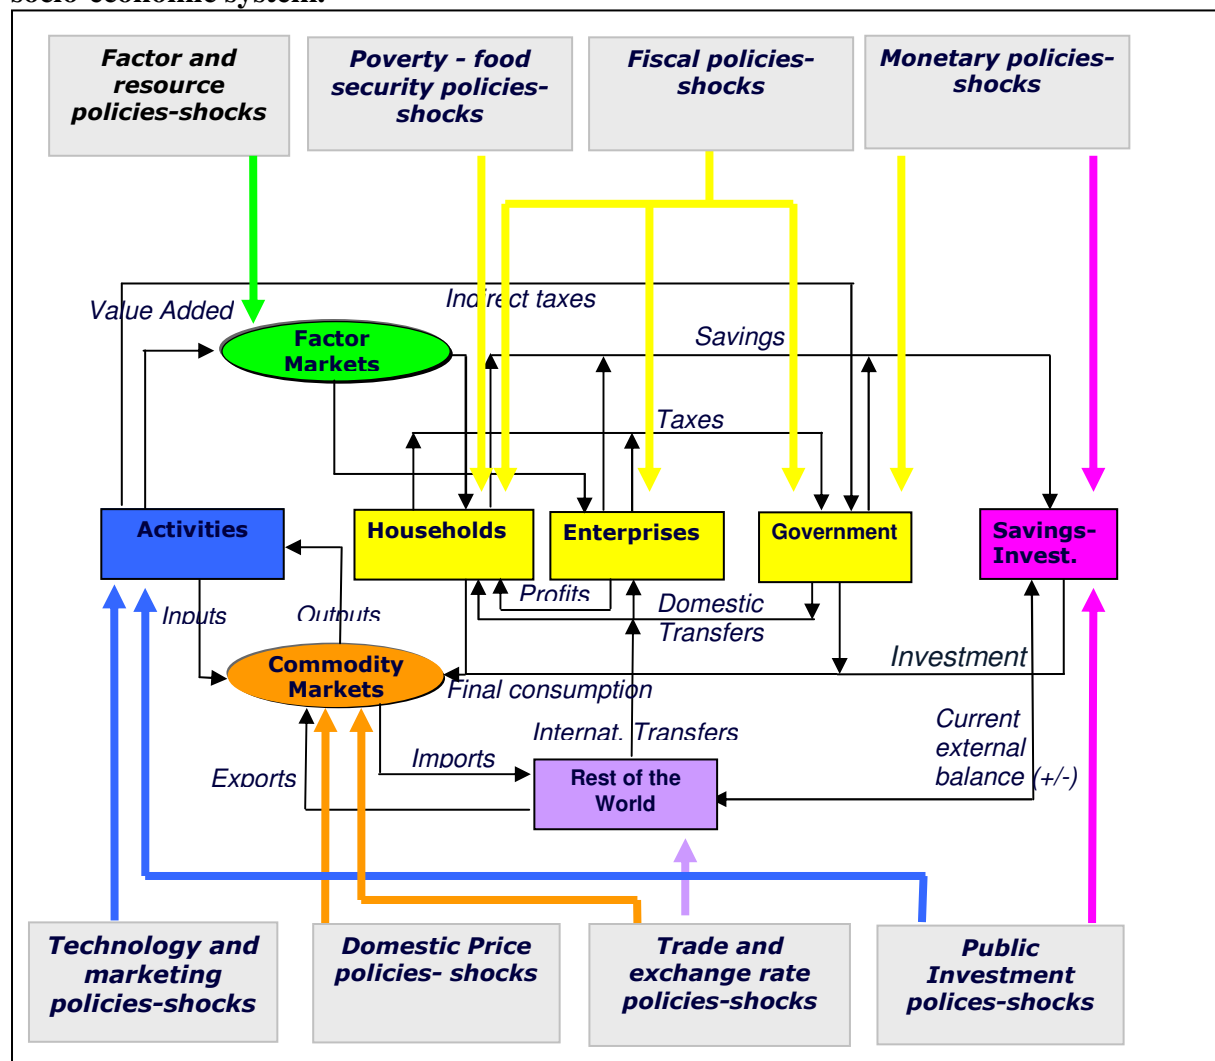 socio-economic system.
Factor and
resource
policies-shocks
Poverty - food
security policies-
shocks
Fiscal policies-
shocks
Monetary policies-
shocks
Value Added
Indirect taxes
Factor
Markets
Savings
Taxes
Activities
Households
Enterprises
Government
Savings-
Invest.
Inputs
Outputs
Profits
Domestic
Transfers
Commodity
Markets
Investment
Final consumption
Internat. Transfers
Current
external
balance (+/-)
Imports
Exports
Rest of the
World
Technology and
marketing
policies-shocks
Domestic Price
policies- shocks
Trade and
exchange rate
policies-shocks
Public
Investment
polices-shocks